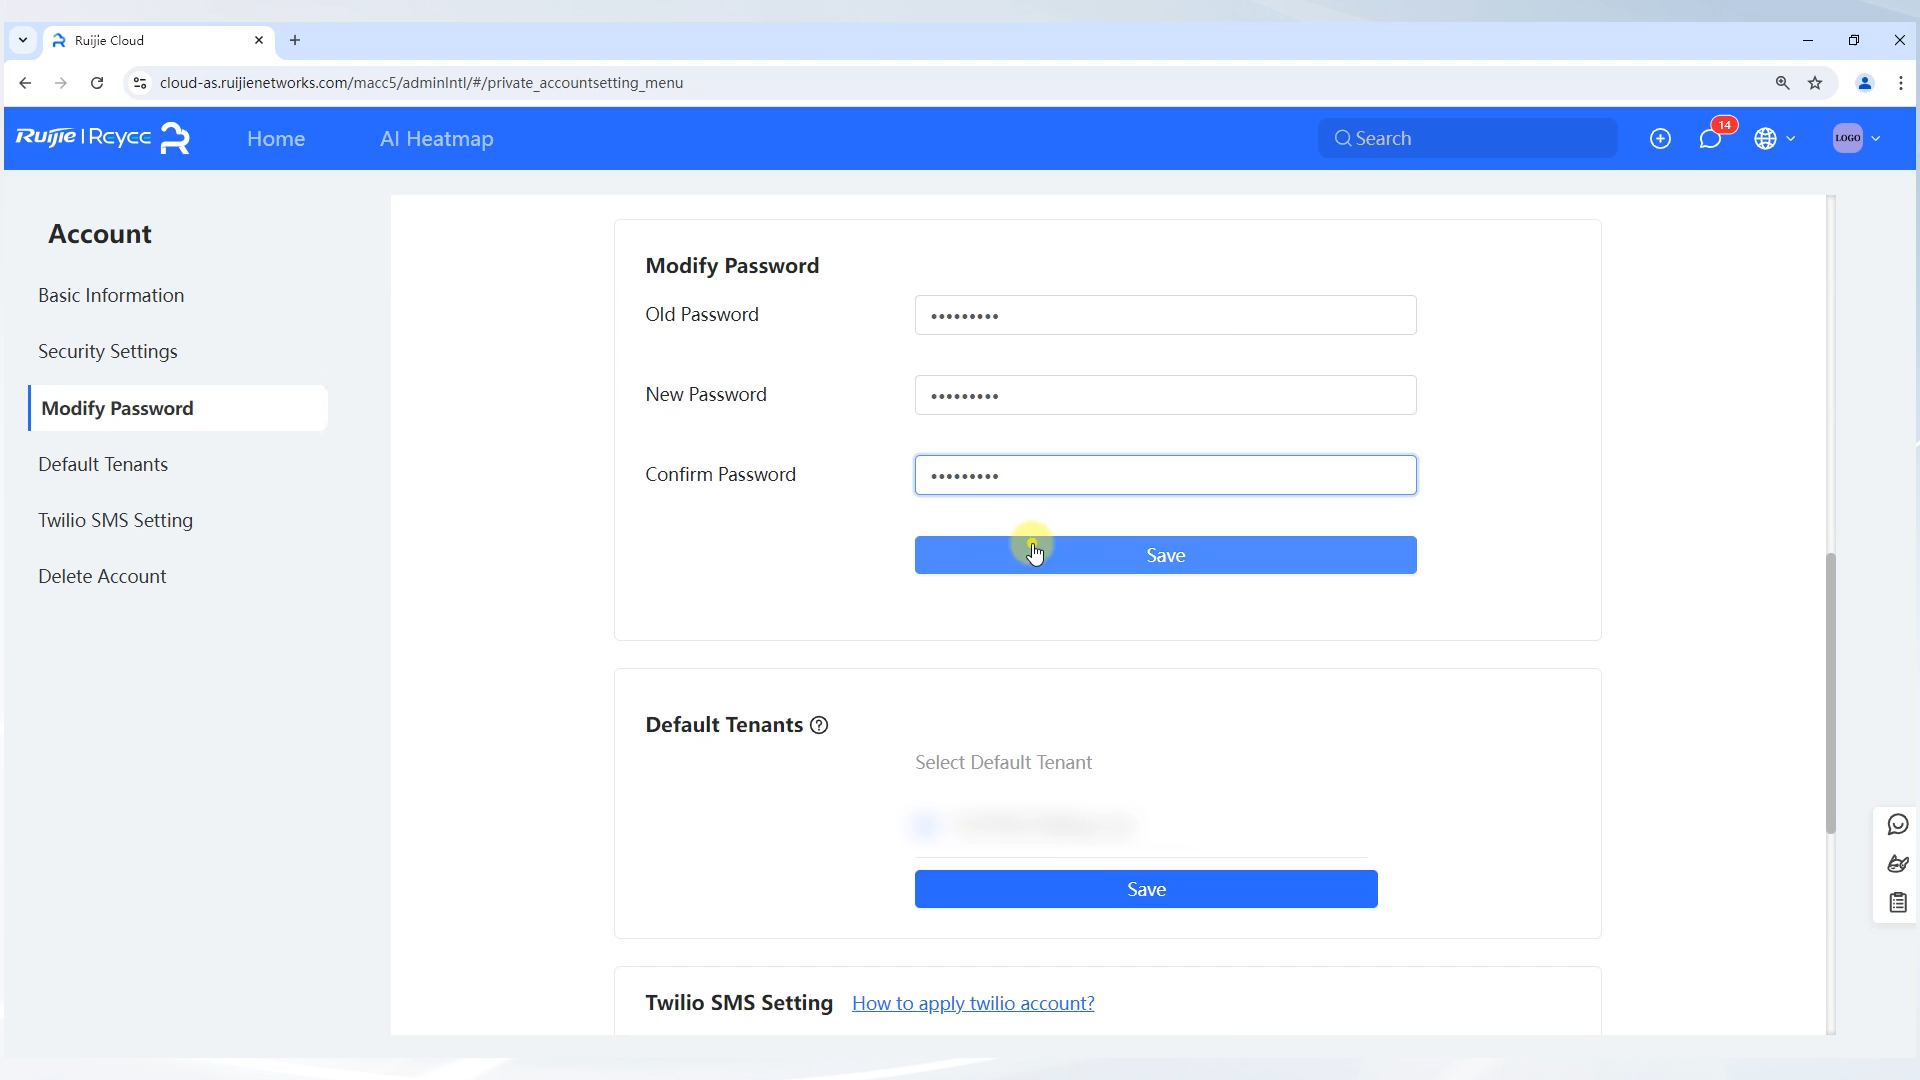 Ruijie Cloud
cloud-as.ruijienetworks.com/macc5/adminIntl/#/private_accountsetting_menu
Ruijie | Reyee
Home
AI Heatmap
Search
14
LOGO
Account
Basic Information
Security Settings
Modify Password
Default Tenants
Twilio SMS Setting
Delete Account
Modify Password
Old Password
•••••••••
New Password
•••••••••
Confirm Password
•••••••••
Save
Default Tenants
Select Default Tenant
Save
Twilio SMS Setting How to apply twilio account?